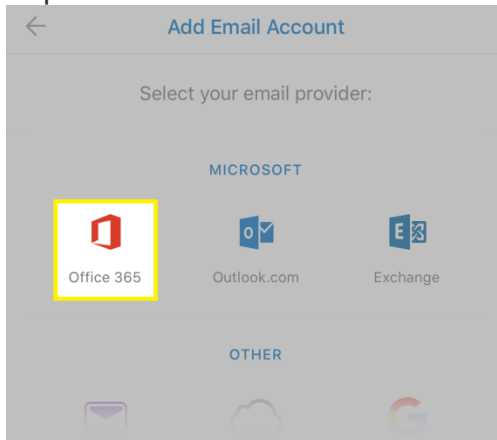 Add Email Account
Select your email provider:
MICROSOFT
Office 365
Outlook.com
Exchange
OTHER